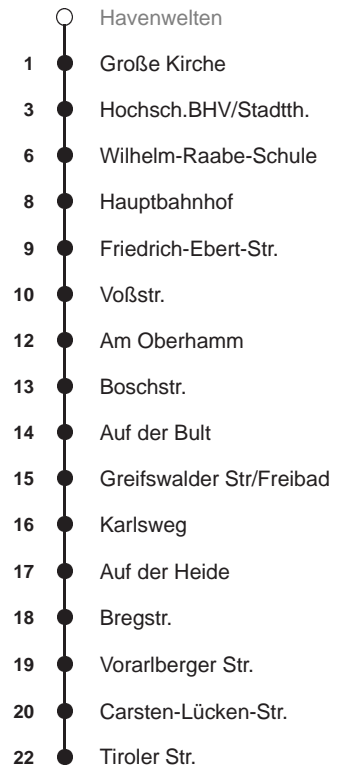 Havenwelten
1 Große Kirche
3 Hochsch.BHV/Stadtth.
6 Wilhelm-Raabe-Schule
8 Hauptbahnhof
9 Friedrich-Ebert-Str.
10 Voßstr.
12 Am Oberhamm
13 Boschstr.
14 Auf der Bult
15 Greifswalder Str/Freibad
16 Karlsweg
17 Auf der Heide
18 Bregstr.
19 Vorarlberger Str.
20 Carsten-Lücken-Str.
22 Tiroler Str.